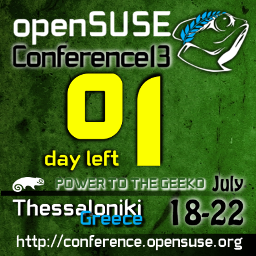 openSUSE
Conference13
01
day left
POWER TO THE GEEKO July
Thessaloniki 18-22
Greece
http://conference.opensuse.org